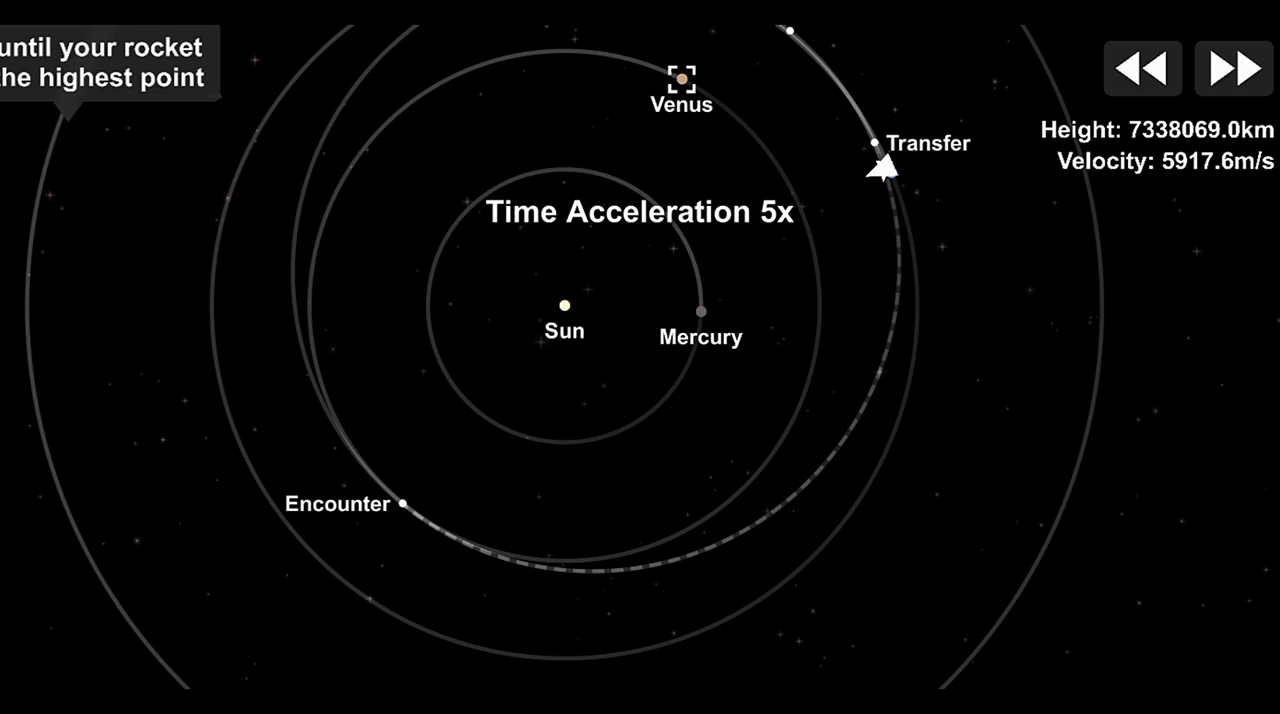 until your rocket
the highest point
Venus
Transfer
Height: 7338069.0km
Velocity: 5917.6m/s
Time Acceleration 5x
Sun
Mercury
Encounter